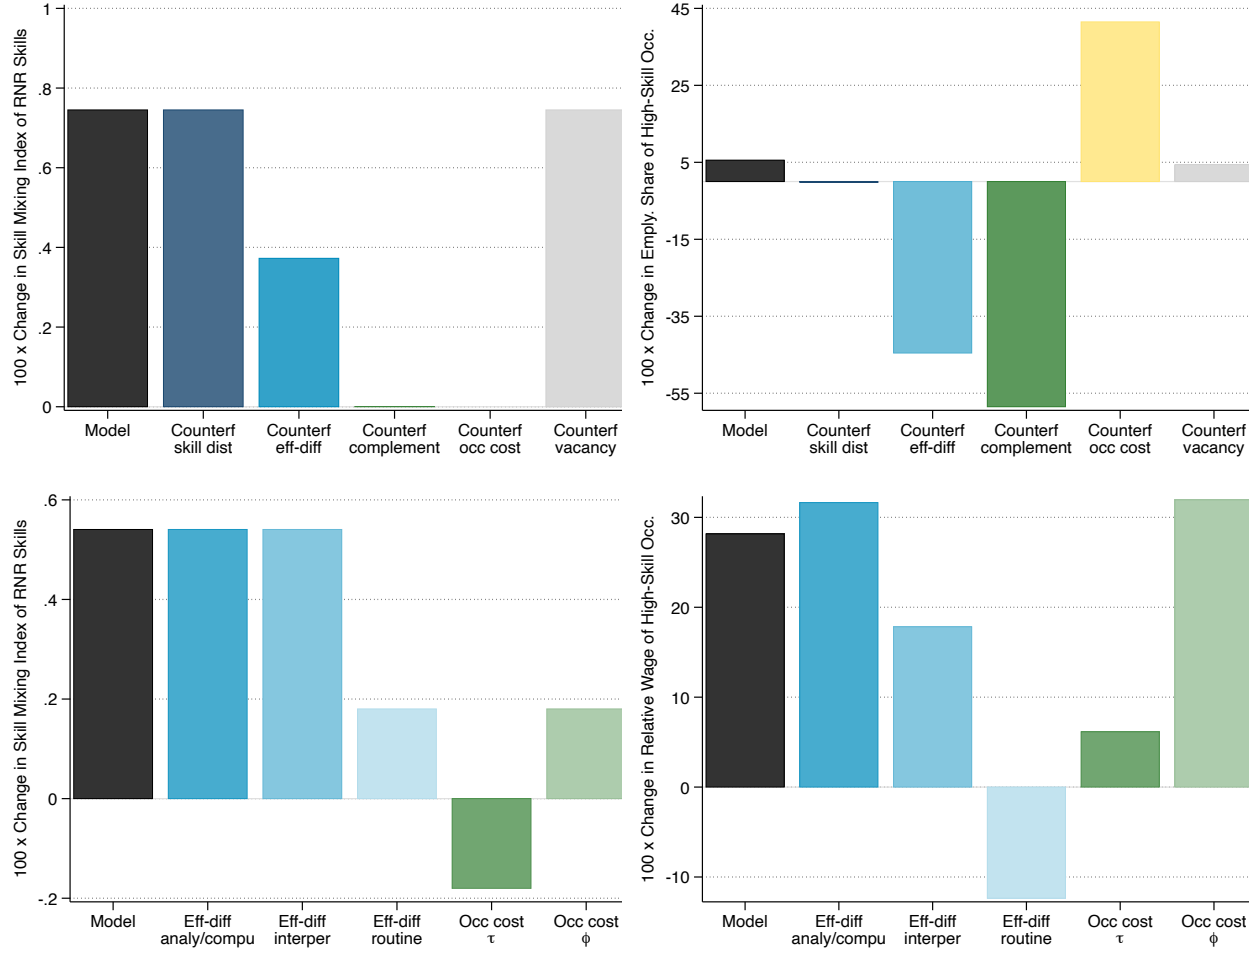 100 x Change in Skill Mixing Index of RNR Skills
1
.8
.6
.4
.2
0
Model
Counterf
skill dist
Counterf
eff-diff
Counterf
complement
Counterf
occ cost
Counterf
vacancy
100 x Change in Emply. Share of High-Skill Occ.
45
25
5
-15
-35
-55
Model
Counterf
skill dist
Counterf
eff-diff
Counterf
complement
Counterf
occ cost
Counterf
vacancy
100 x Change in Skill Mixing Index of RNR Skills
.6
.4
.2
0
-.2
Model
Eff-diff
analy/compu
Eff-diff
interper
Eff-diff
routine
Occ cost
τ
Occ cost
ϕ
100 x Change in Relative Wage of High-Skill Occ.
30
20
10
0
-10
Model
Eff-diff
analy/compu
Eff-diff
interper
Eff-diff
routine
Occ cost
τ
Occ cost
ϕ